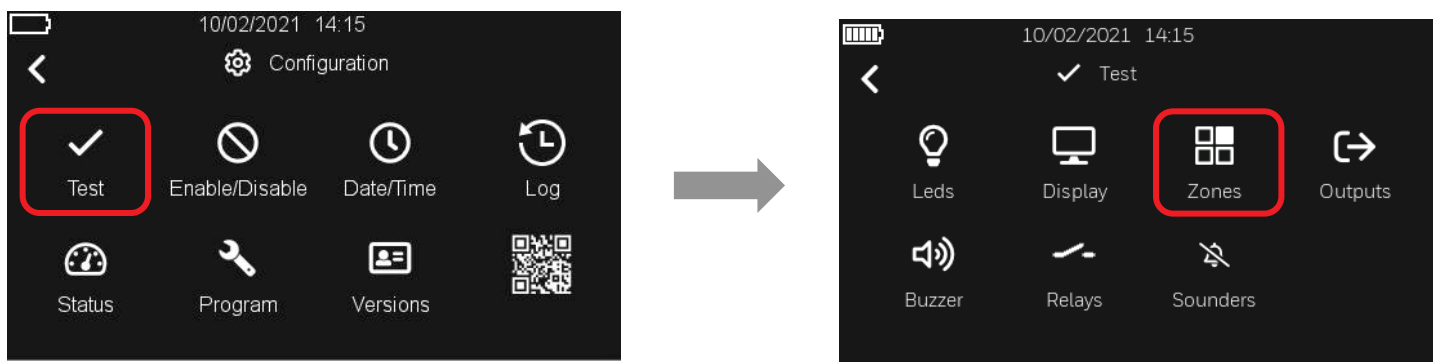 10/02/2021 14:15
Configuration
Test Enable/Disable Date/Time Log
Status Program Versions
10/02/2021 14:15
Test
Leds Display Zones Outputs
Buzzer Relays Sounders